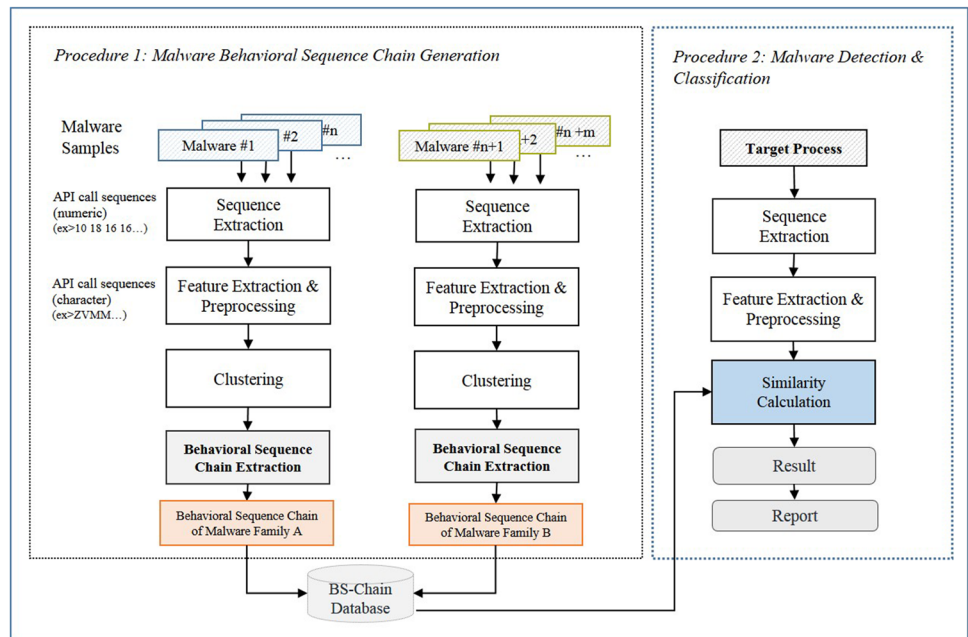 Procedure 1: Malware Behavioral Sequence Chain Generation
Malware
Samples
Malware #1
#2
#n
...
Malware #n+1
+2
#n +m
...
API call sequences
(numeric)
(ex>10 18 16 16…)
Sequence
Extraction
Sequence
Extraction
API call sequences
(character)
(ex>ZVMM…)
Feature Extraction &
Preprocessing
Feature Extraction &
Preprocessing
Clustering
Clustering
Behavioral Sequence
Chain Extraction
Behavioral Sequence
Chain Extraction
Behavioral Sequence Chain
of Malware Family A
Behavioral Sequence Chain
of Malware Family B
BS-Chain
Database
Procedure 2: Malware Detection &
Classification
Target Process
Sequence
Extraction
Feature Extraction &
Preprocessing
Similarity
Calculation
Result
Report